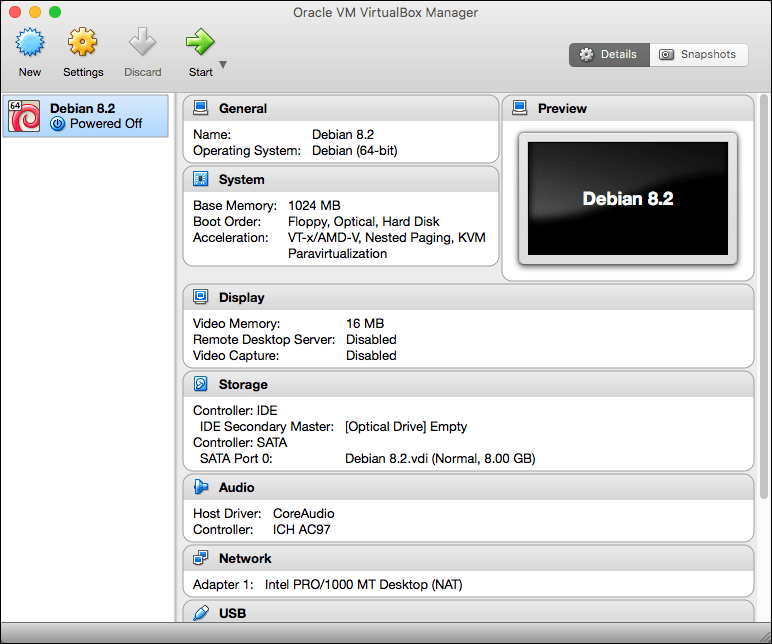 Oracle VM VirtualBox Manager
New Settings Discard Start
Details Snapshots
64
Debian 8.2
Powered Off
General
Name: Debian 8.2
Operating System: Debian (64-bit)
System
Base Memory: 1024 MB
Boot Order: Floppy, Optical, Hard Disk
Acceleration: VT-x/AMD-V, Nested Paging, KVM
Paravirtualization
Preview
Debian 8.2
Display
Video Memory: 16 MB
Remote Desktop Server: Disabled
Video Capture: Disabled
Storage
Controller: IDE
IDE Secondary Master: [Optical Drive] Empty
Controller: SATA
SATA Port 0: Debian 8.2.vdi (Normal, 8.00 GB)
Audio
Host Driver: CoreAudio
Controller: ICH AC97
Network
Adapter 1: Intel PRO/1000 MT Desktop (NAT)
USB